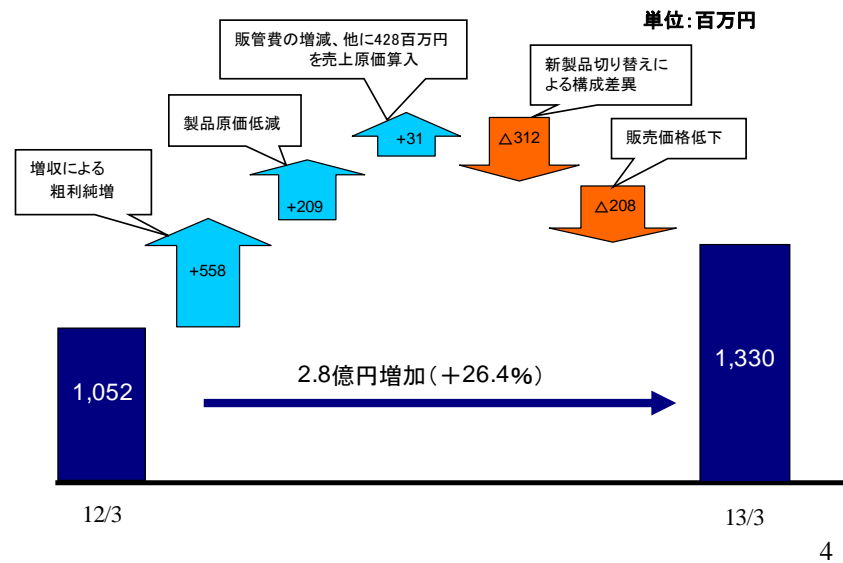 単位：百万円
販管費の増減、他に428百万円
を売上原価算入
新製品切り替えに
よる構成差異
製品原価低減
販売価格低下
増収による
粗利純増
+31
△312
+209
△208
+558
1,052
2.8億円増加（＋26.4％）
1,330
12/3
13/3
4